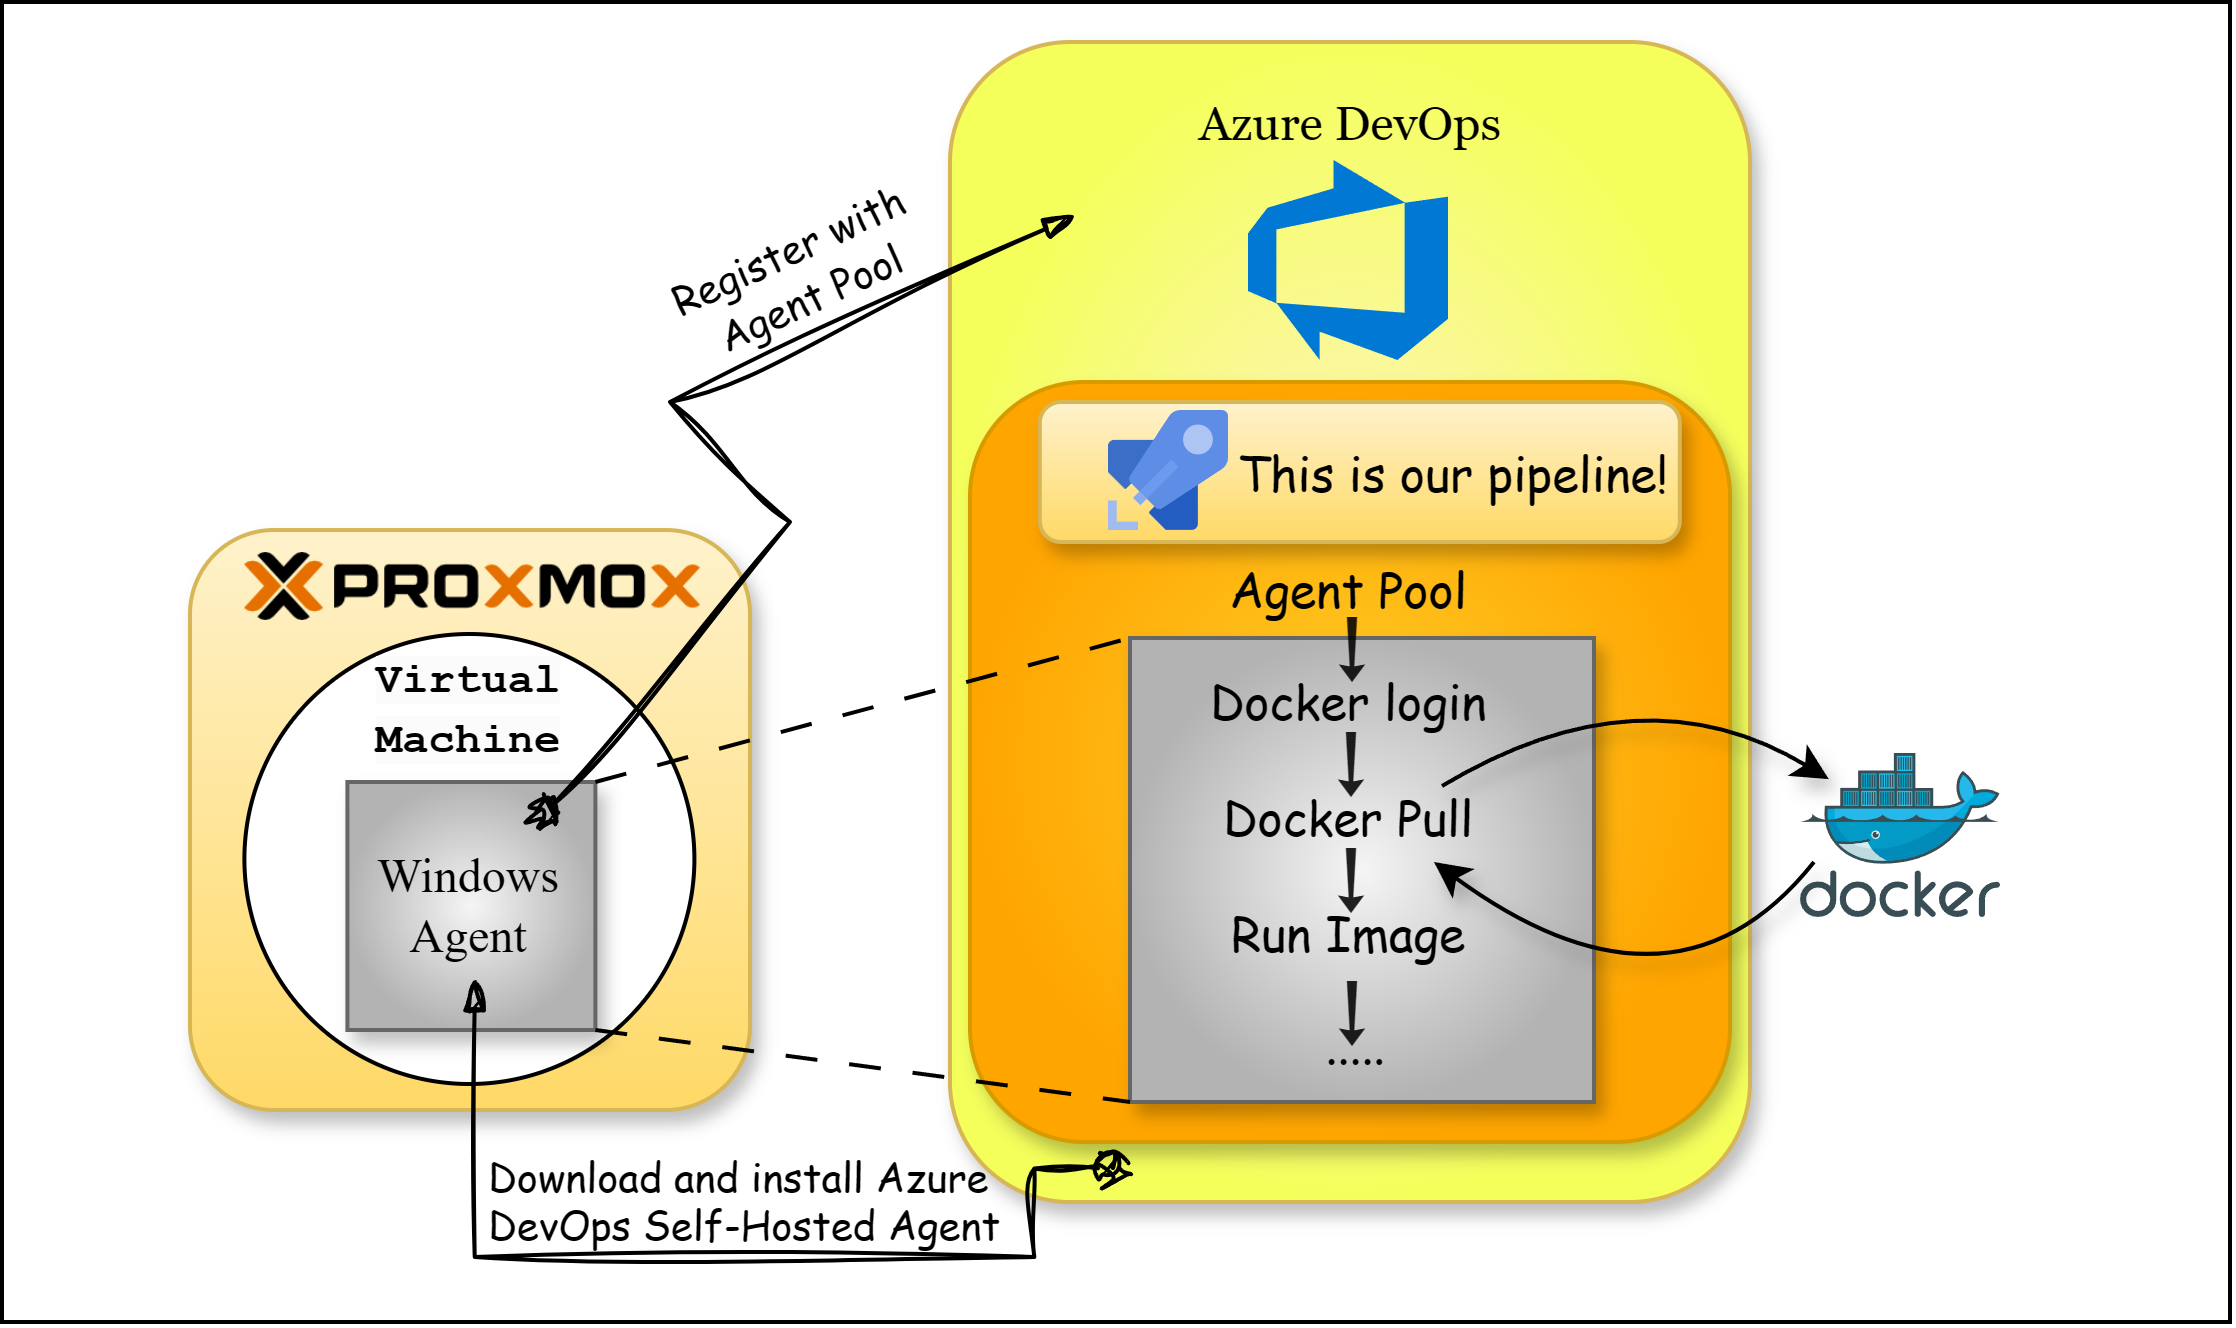 Azure DevOps
Register with
Agent Pool
This is our pipeline!
PROXMOX
Virtual
Machine
Windows
Agent
Agent Pool
Docker login
Docker Pull
Run Image
.....
docker
Download and install Azure
DevOps Self-Hosted Agent